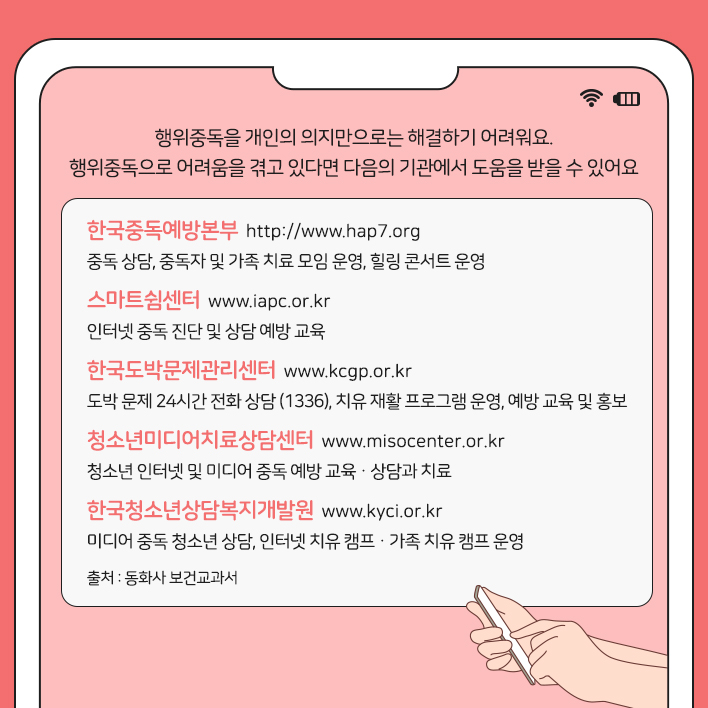 행위중독을 개인의 의지만으로는 해결하기 어려워요.
행위중독으로 어려움을 겪고 있다면 다음의 기관에서 도움을 받을 수 있어요
한국중독예방본부 http://www.hap7.org
중독 상담, 중독자 및 가족 치료 모임 운영, 힐링 콘서트 운영
스마트쉼센터 www.iapc.or.kr
인터넷 중독 진단 및 상담 예방 교육
한국도박문제관리센터 www.kcgp.or.kr
도박 문제 24시간 전화 상담 (1336), 치유 재활 프로그램 운영, 예방 교육 및 홍보
청소년미디어치료상담센터 www.misocenter.or.kr
청소년 인터넷 및 미디어 중독 예방 교육 · 상담과 치료
한국청소년상담복지개발원 www.kyci.or.kr
미디어 중독 청소년 상담, 인터넷 치유 캠프 · 가족 치유 캠프 운영
출처 : 동화사 보건교과서